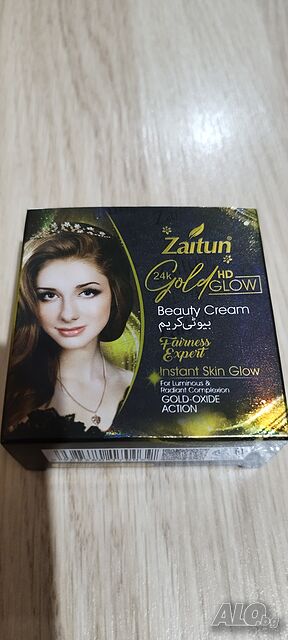 Zaitun®
24k Gold HD
GLOW
Beauty Cream
بیوٹی کریم
Fairness
Expert
Instant Skin Glow
For Luminous &
Radiant Complexion
GOLD-OXIDE
ACTION
ALO.bg